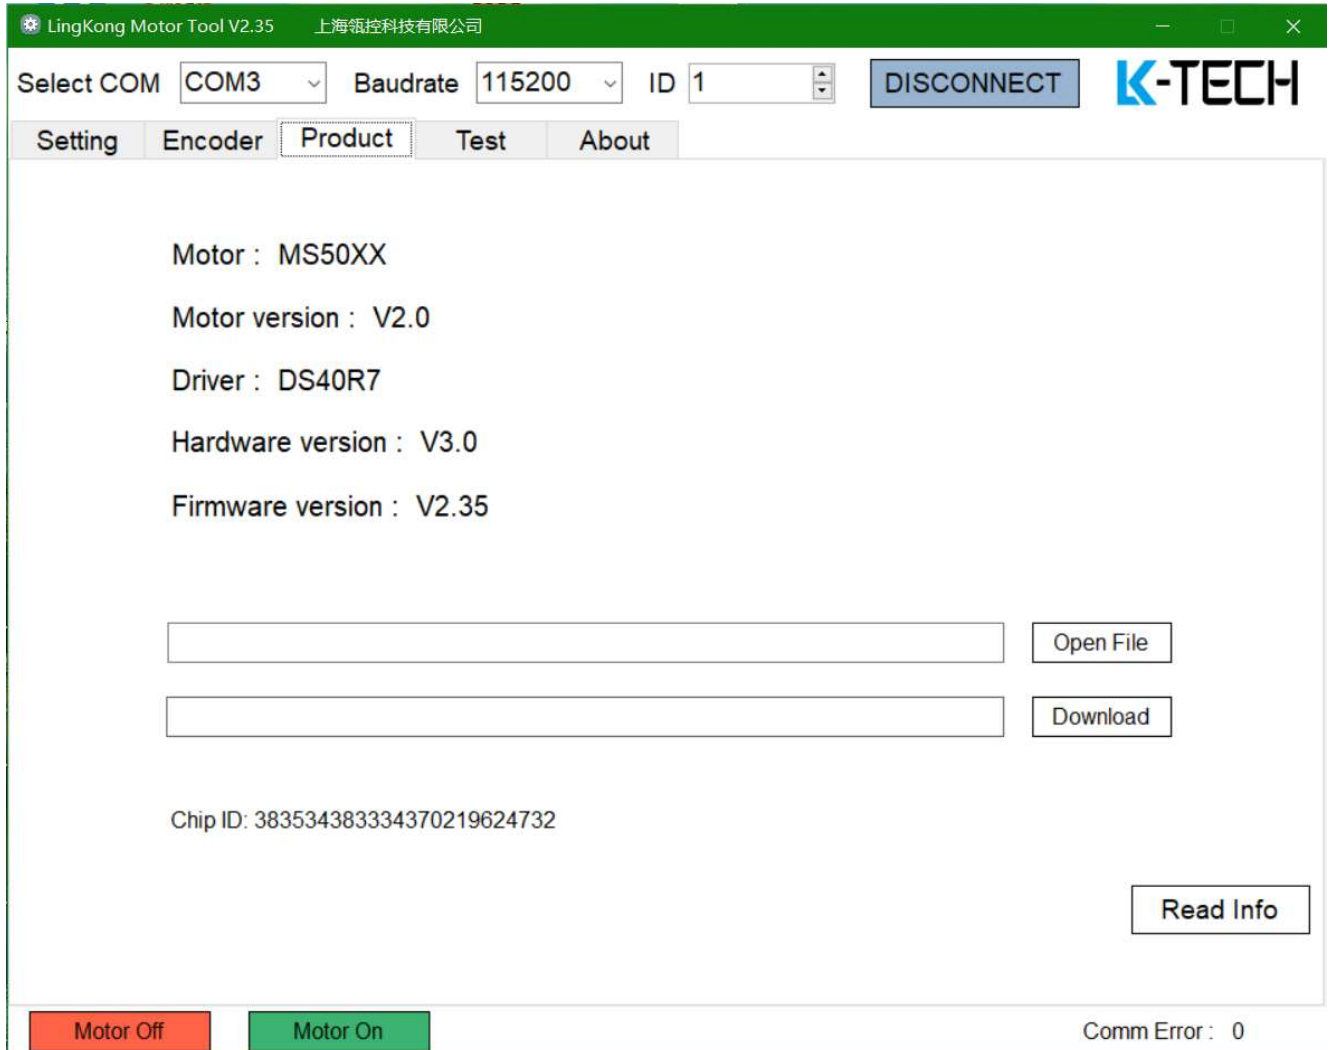 LingKong Motor Tool V2.35 上海瓴控科技有限公司
Select COM COM3 Baudrate 115200 ID 1 DISCONNECT K-TECH
Setting Encoder Product Test About
Motor : MS50XX
Motor version : V2.0
Driver : DS40R7
Hardware version : V3.0
Firmware version : V2.35
Open File
Download
Chip ID: 383534383334370219624732
Read Info
Motor Off Motor On Comm Error : 0